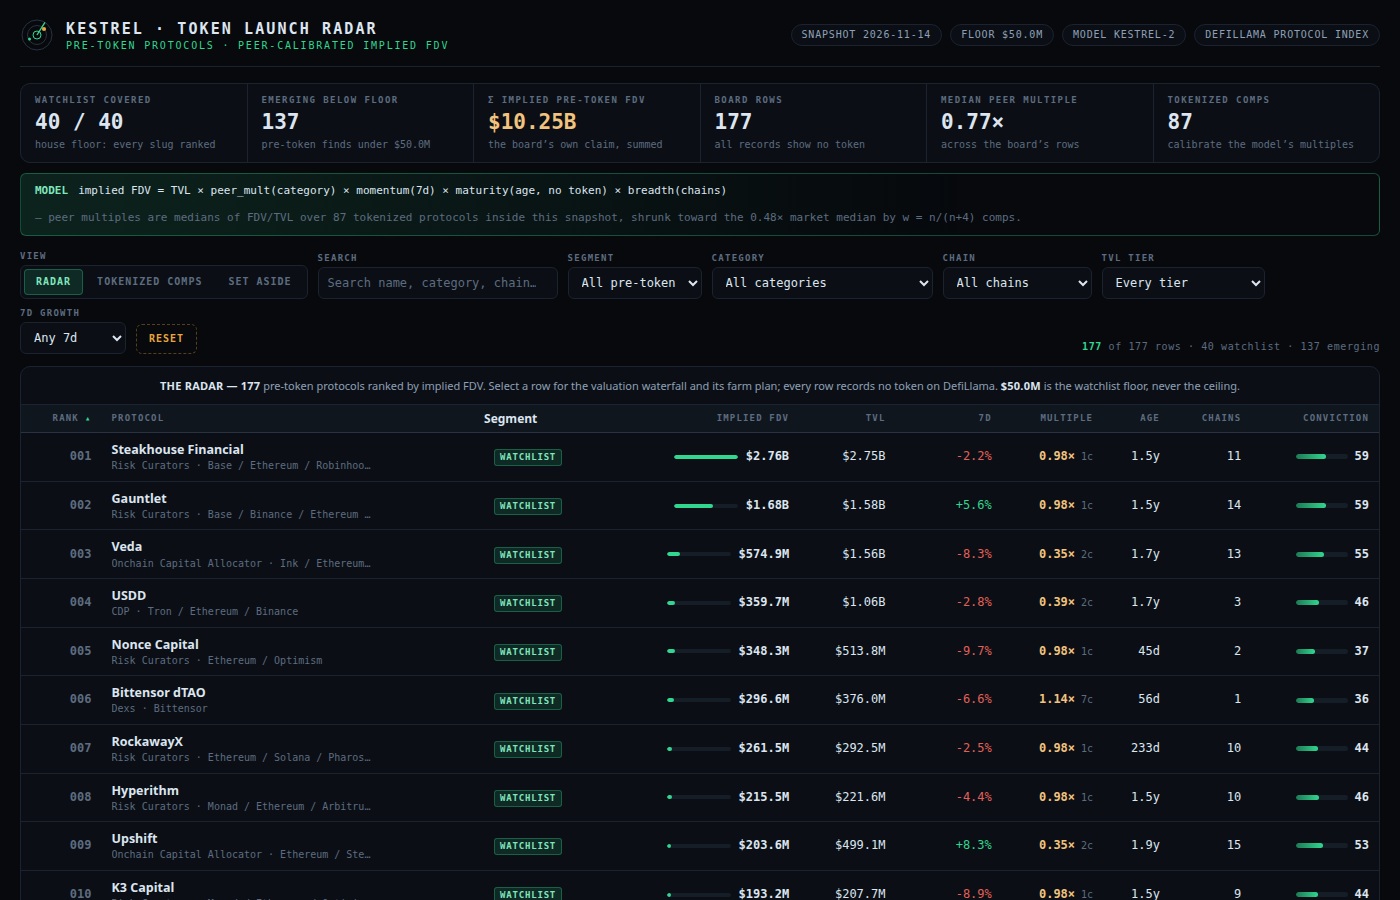 KESTREL · TOKEN LAUNCH RADAR
PRE-TOKEN PROTOCOLS · PEER-CALIBRATED IMPLIED FDV
SNAPSHOT 2026-11-14
FLOOR $50.0M
MODEL KESTREL-2
DEFILLAMA PROTOCOL INDEX
WATCHLIST COVERED
40 / 40
house floor: every slug ranked
EMERGING BELOW FLOOR
137
pre-token finds under $50.0M
Σ IMPLIED PRE-TOKEN FDV
$10.25B
the board's own claim, summed
BOARD ROWS
177
all records show no token
MEDIAN PEER MULTIPLE
0.77×
across the board's rows
TOKENIZED COMPS
87
calibrate the model's multiples
MODEL implied FDV = TVL × peer_mult(category) × momentum(7d) × maturity(age, no token) × breadth(chains)
— peer multiples are medians of FDV/TVL over 87 tokenized protocols inside this snapshot, shrunk toward the 0.48× market median by w = n/(n+4) comps.
VIEW
RADAR
TOKENIZED COMPS
SET ASIDE
SEARCH
Search name, category, chain…
SEGMENT
All pre-token
CATEGORY
All categories
CHAIN
All chains
TVL TIER
Every tier
7D GROWTH
Any 7d
RESET
177 of 177 rows · 40 watchlist · 137 emerging
THE RADAR — 177 pre-token protocols ranked by implied FDV. Select a row for the valuation waterfall and its farm plan; every row records no token on DefiLlama. $50.0M is the watchlist floor, never the ceiling.
RANK ▲ PROTOCOL Segment IMPLIED FDV TVL 7D MULTIPLE AGE CHAINS CONVICTION
001 Steakhouse Financial WATCHLIST $2.76B $2.75B -2.2% 0.98× 1c 1.5y 11 59
Risk Curators · Base / Ethereum / Robinhoo…
002 Gauntlet WATCHLIST $1.68B $1.58B +5.6% 0.98× 1c 1.5y 14 59
Risk Curators · Base / Binance / Ethereum …
003 Veda WATCHLIST $574.9M $1.56B -8.3% 0.35× 2c 1.7y 13 55
Onchain Capital Allocator · Ink / Ethereum…
004 USDD WATCHLIST $359.7M $1.06B -2.8% 0.39× 2c 1.7y 3 46
CDP · Tron / Ethereum / Binance
005 Nonce Capital WATCHLIST $348.3M $513.8M -9.7% 0.98× 1c 45d 2 37
Risk Curators · Ethereum / Optimism
006 Bittensor dTAO WATCHLIST $296.6M $376.0M -6.6% 1.14× 7c 56d 1 36
Dexs · Bittensor
007 RockawayX WATCHLIST $261.5M $292.5M -2.5% 0.98× 1c 233d 10 44
Risk Curators · Ethereum / Solana / Pharos…
008 Hyperithm WATCHLIST $215.5M $221.6M -4.4% 0.98× 1c 1.5y 10 46
Risk Curators · Monad / Ethereum / Arbitru…
009 Upshift WATCHLIST $203.6M $499.1M +8.3% 0.35× 2c 1.9y 15 53
Onchain Capital Allocator · Ethereum / Ste…
010 K3 Capital WATCHLIST $193.2M $207.7M -8.9% 0.98× 1c 1.5y 9 44